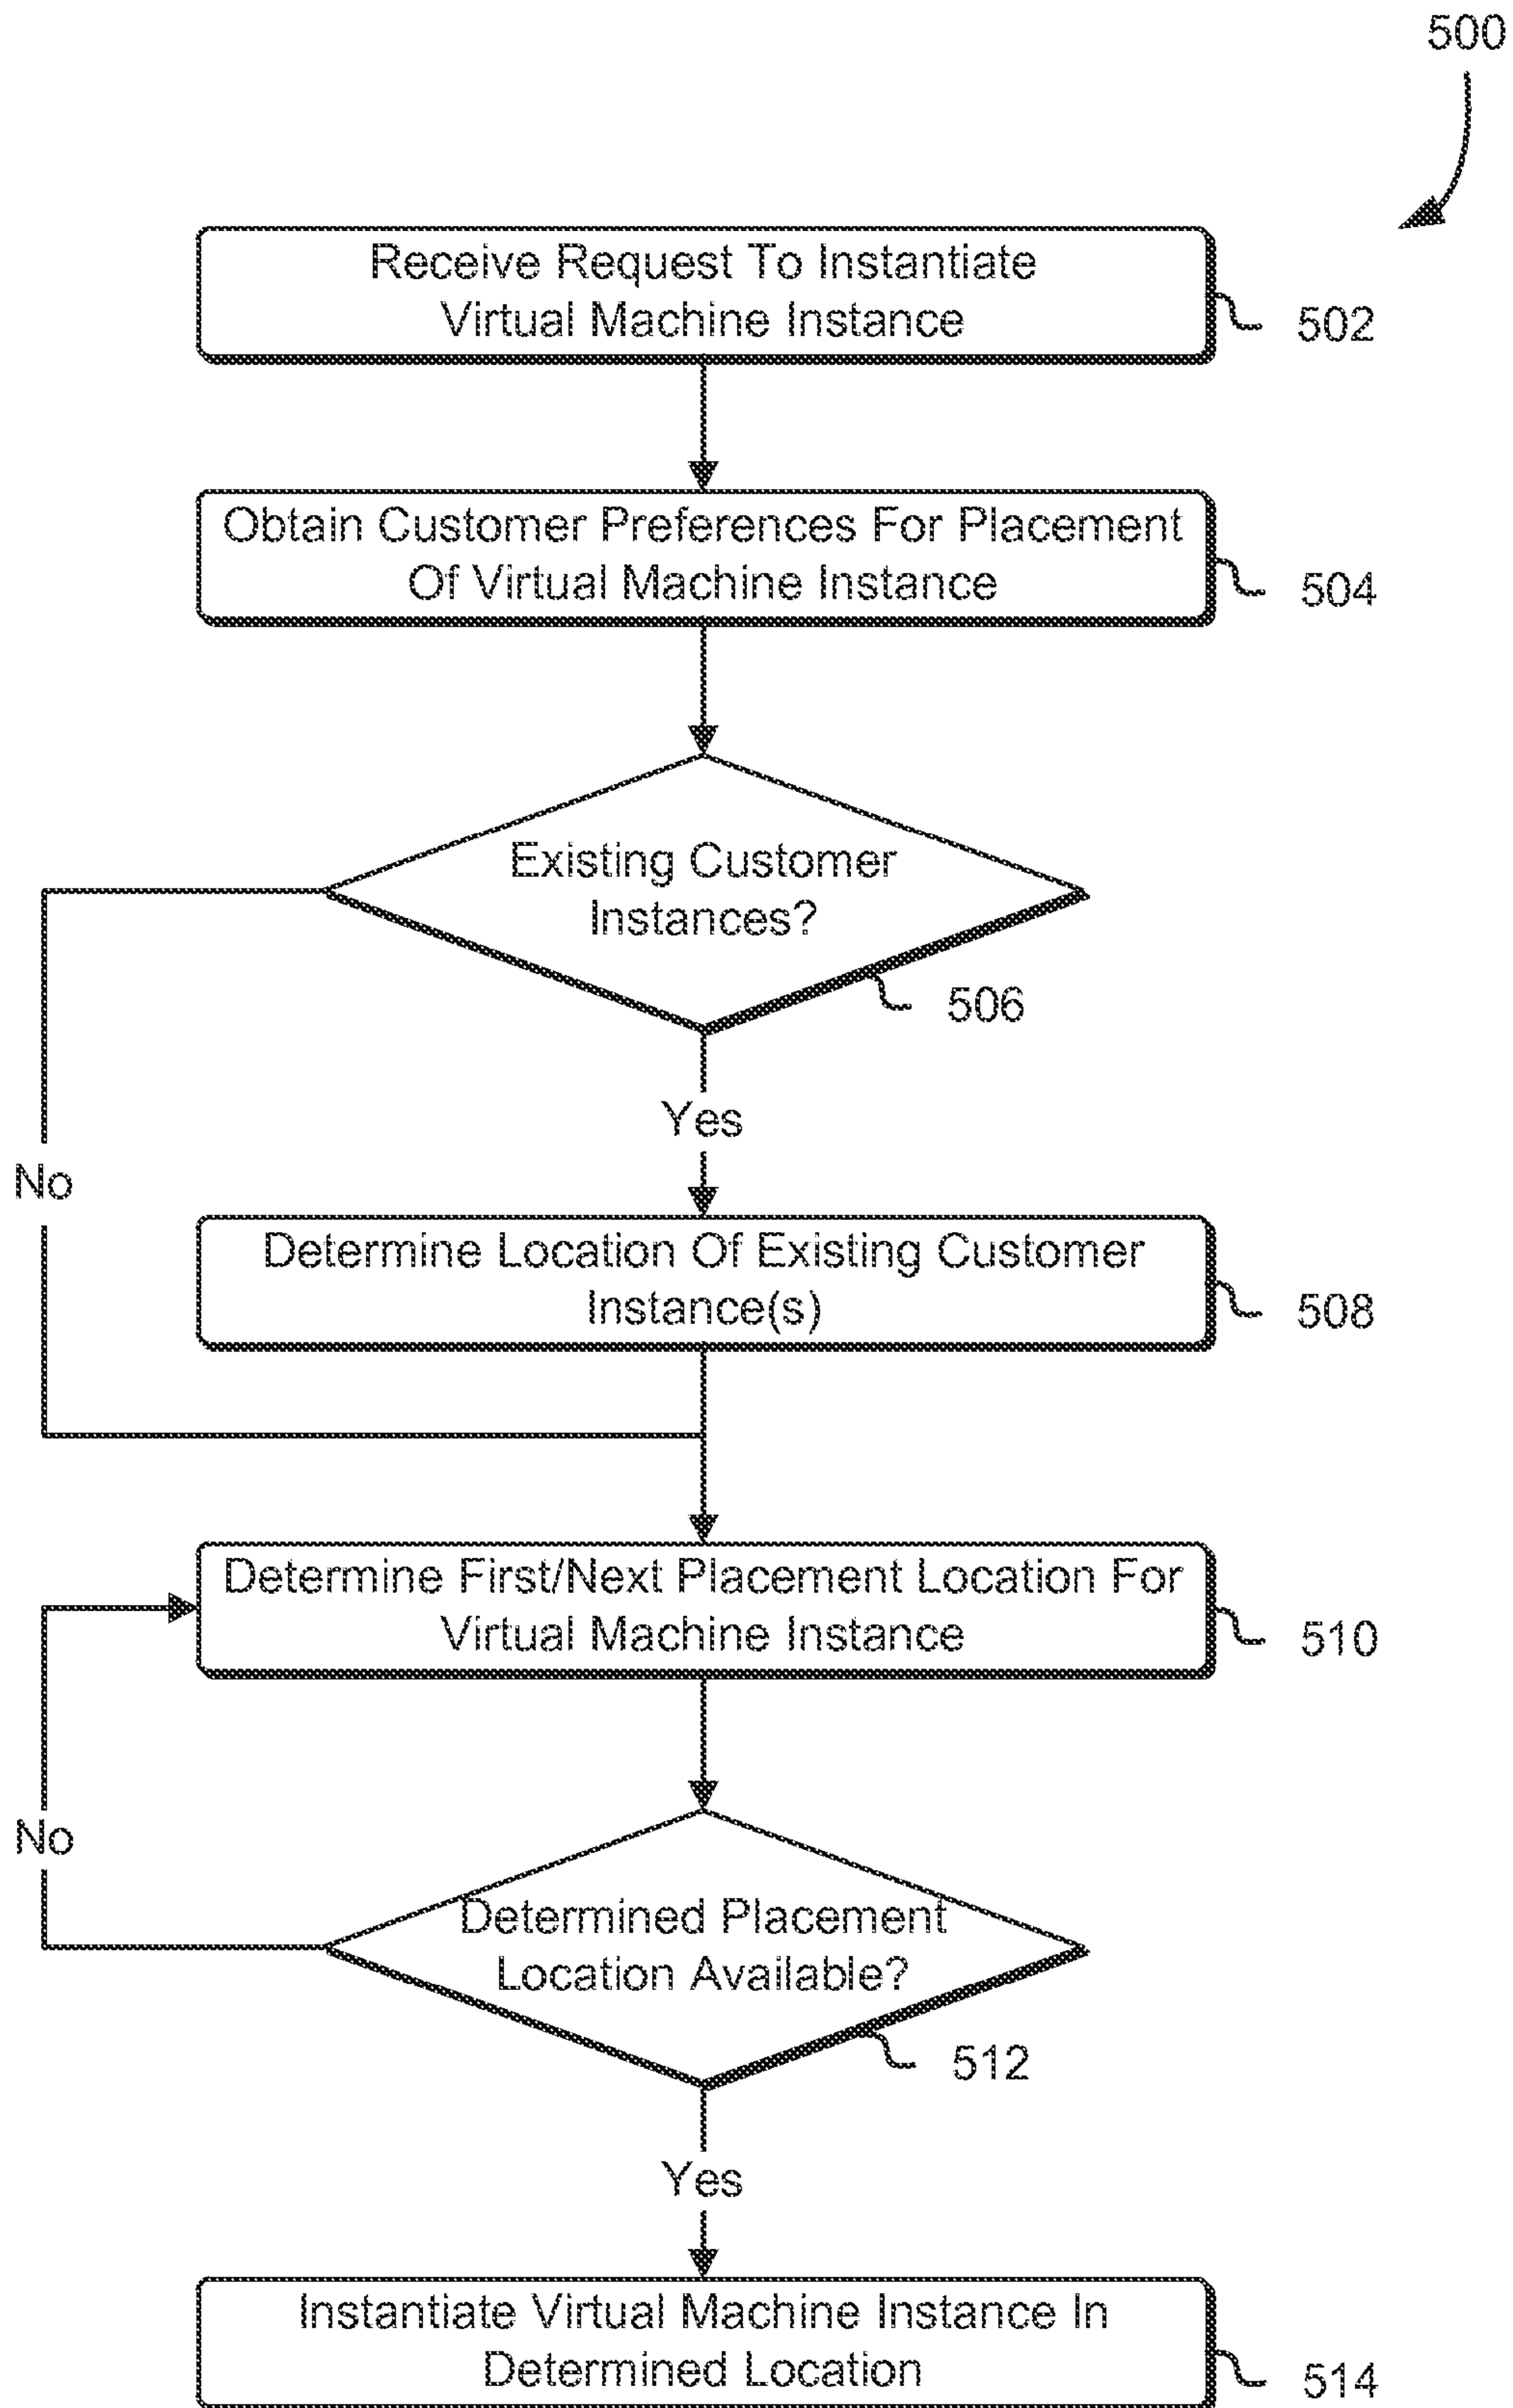 500
Receive Request To Instantiate
Virtual Machine Instance
502
Obtain Customer Preferences For Placement
Of Virtual Machine Instance
504
Existing Customer
Instances?
506
Yes
No
Determine Location Of Existing Customer
Instance(s)
508
Determine First/Next Placement Location For
Virtual Machine Instance
510
No
Determined Placement
Location Available?
512
Yes
Instantiate Virtual Machine Instance In
Determined Location
514